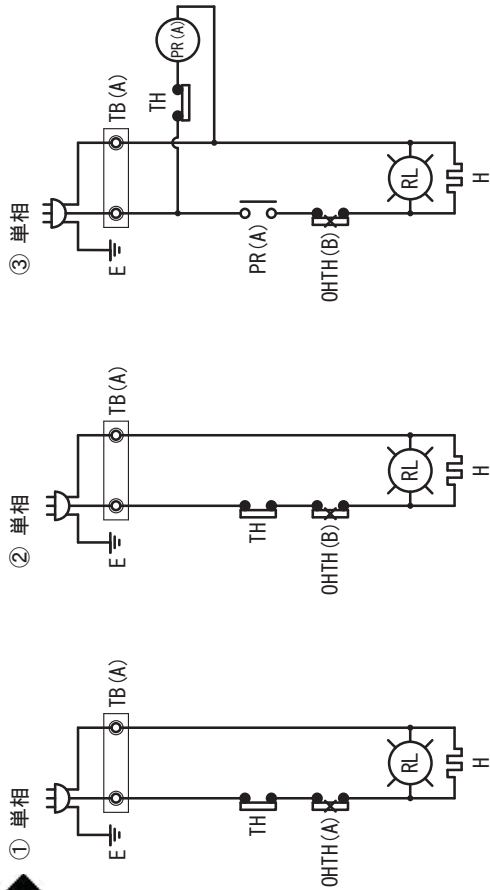 ① 単相
E
TB(A)
TH
OHTH(A)
RL
H
② 単相
E
TB(A)
TH
OHTH(B)
RL
H
③ 単相
E
TB(A)
TH
PR(A)
PR(A)
OHTH(B)
RL
H